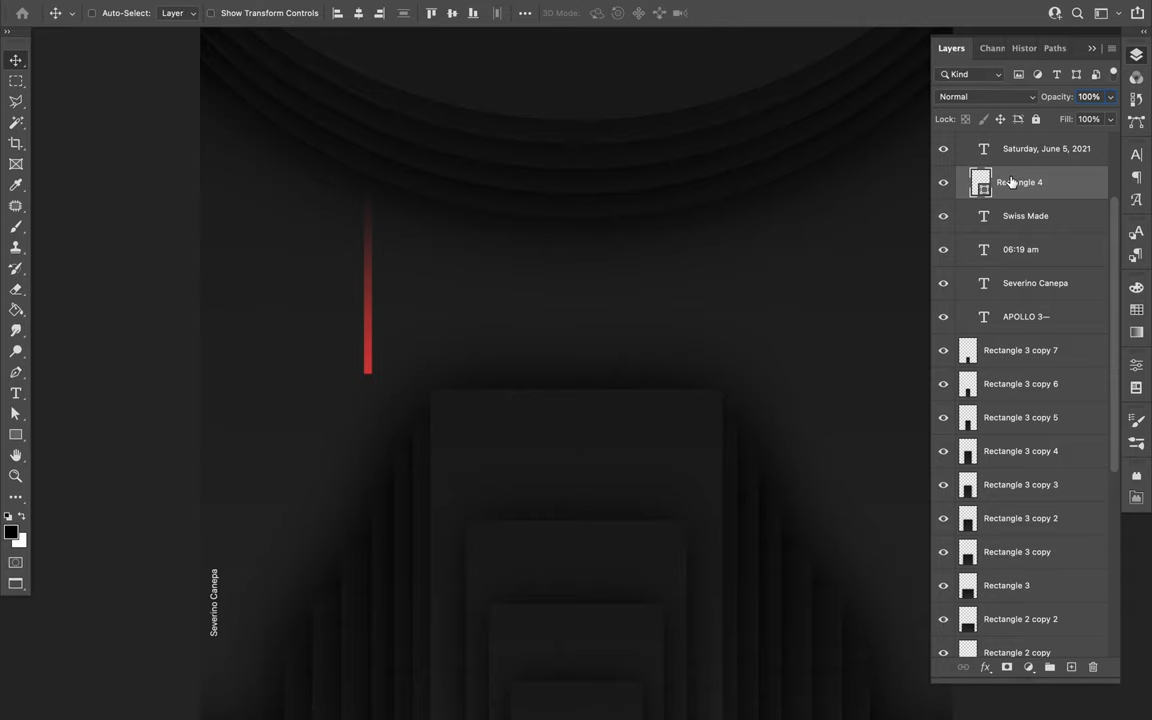 Auto-Select: Layer Show Transform Controls 3D Mode:
Layers Chann Histor Paths
Kind
Normal Opacity: 100%
Lock: Fill: 100%
Saturday, June 5, 2021
Rectangle 4
Swiss Made
06:19 am
Severino Canepa
APOLLO 3—
Rectangle 3 copy 7
Rectangle 3 copy 6
Rectangle 3 copy 5
Rectangle 3 copy 4
Rectangle 3 copy 3
Rectangle 3 copy 2
Rectangle 3 copy
Rectangle 3
Rectangle 2 copy 2
Rectangle 2 copy
fx
Severino Canepa